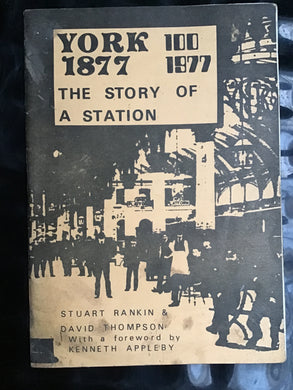 YORK 100
1877 1977
THE STORY OF
A STATION
STUART RANKIN &
DAVID THOMPSON
With a foreword by
KENNETH APPLEBY